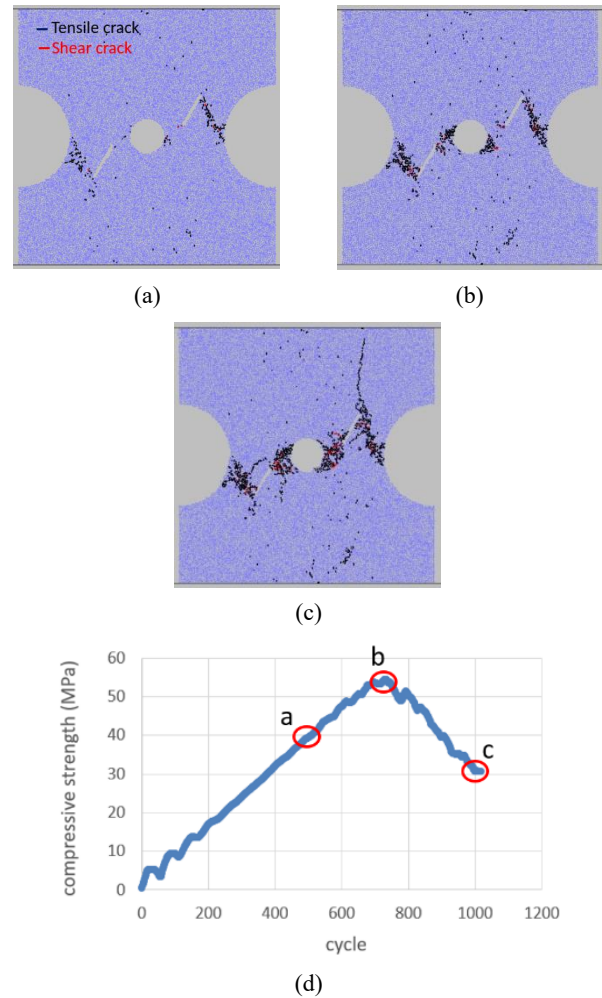 Tensile crack
Shear crack
(a)
(b)
(c)
60
50
40
30
20
10
0
compressive strength (MPa)
a
b
c
0
200
400
600
800
1000
1200
cycle
(d)